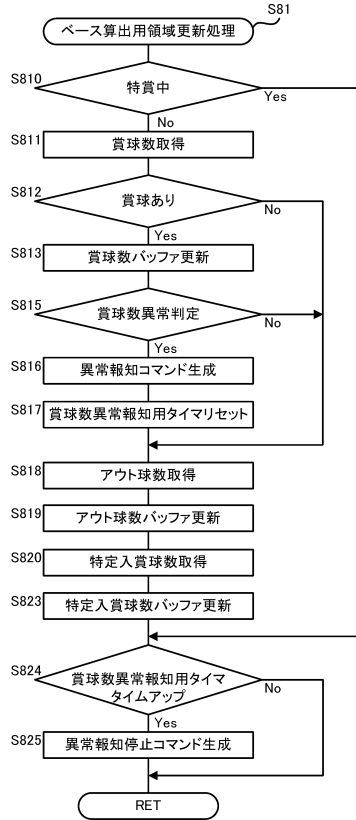 S81
ベース算出用領域更新処理
S810
特賞中
Yes
No
S811
賞球数取得
S812
賞球あり
No
Yes
S813
賞球数バッファ更新
S815
賞球数異常判定
No
Yes
S816
異常報知コマンド生成
S817
賞球数異常報知用タイマリセット
S818
アウト球数取得
S819
アウト球数バッファ更新
S820
特定入賞球数取得
S823
特定入賞球数バッファ更新
S824
賞球数異常報知用タイマ
タイムアップ
No
Yes
S825
異常報知停止コマンド生成
RET